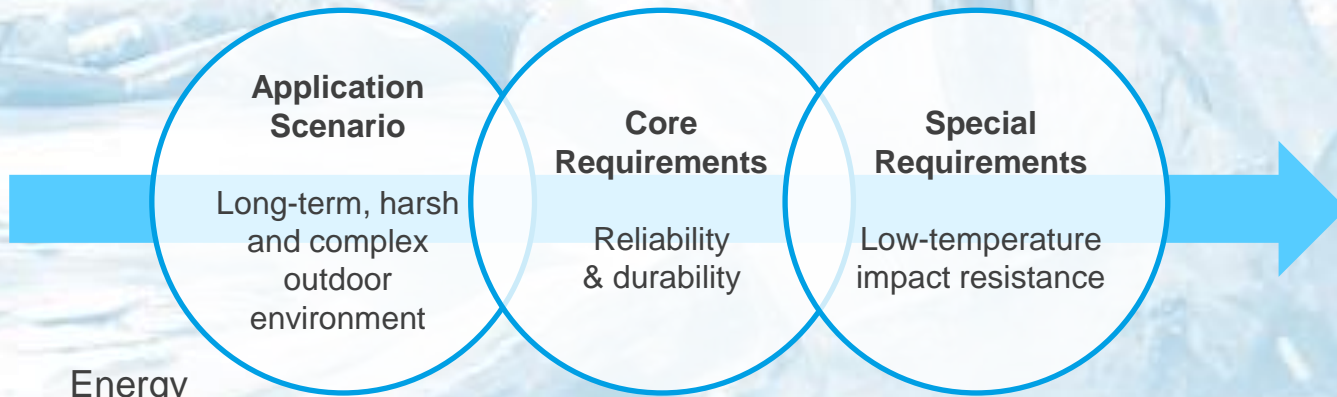 Application
Scenario
Long-term, harsh
and complex
outdoor
environment
Core
Requirements
Reliability
& durability
Special
Requirements
Low-temperature
impact resistance
Energy